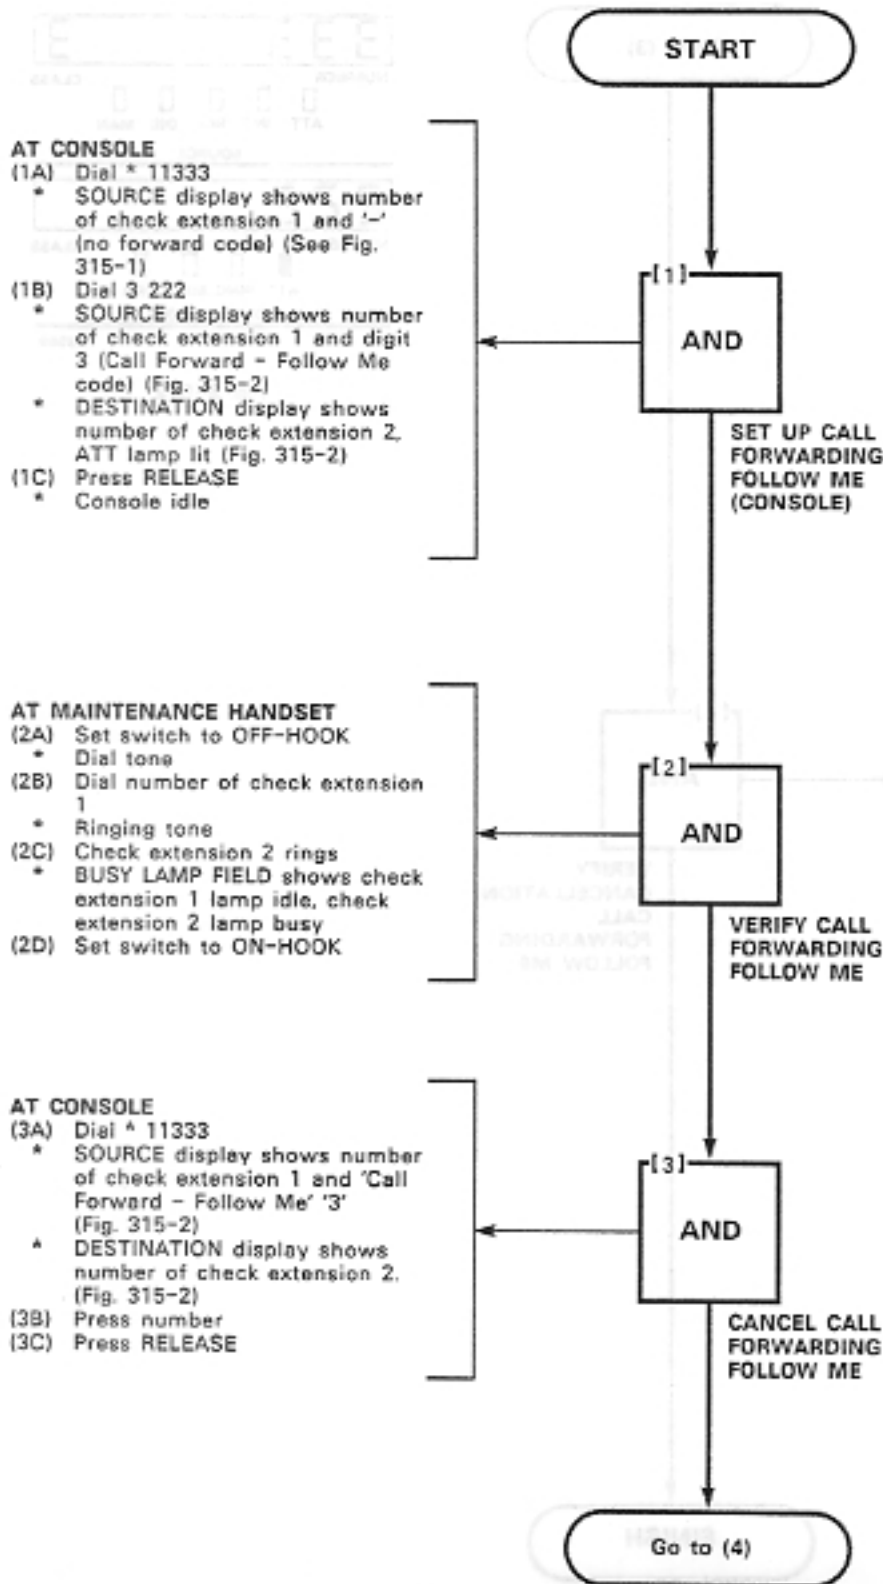 START
AT CONSOLE
(1A) Dial * 11333
* SOURCE display shows number
of check extension 1 and '-'
(no forward code) (See Fig.
315-1)
(1B) Dial 3 222
* SOURCE display shows number
of check extension 1 and digit
3 (Call Forward - Follow Me
code) (Fig. 315-2)
* DESTINATION display shows
number of check extension 2,
ATT lamp lit (Fig. 315-2)
(1C) Press RELEASE
* Console idle
[1]
AND
SET UP CALL
FORWARDING
FOLLOW ME
(CONSOLE)
AT MAINTENANCE HANDSET
(2A) Set switch to OFF-HOOK
* Dial tone
(2B) Dial number of check extension
1
* Ringing tone
(2C) Check extension 2 rings
* BUSY LAMP FIELD shows check
extension 1 lamp idle, check
extension 2 lamp busy
(2D) Set switch to ON-HOOK
[2]
AND
VERIFY CALL
FORWARDING
FOLLOW ME
AT CONSOLE
(3A) Dial * 11333
* SOURCE display shows number
of check extension 1 and 'Call
Forward - Follow Me' '3'
(Fig. 315-2)
* DESTINATION display shows
number of check extension 2.
(Fig. 315-2)
(3B) Press number
(3C) Press RELEASE
[3]
AND
CANCEL CALL
FORWARDING
FOLLOW ME
Go to (4)